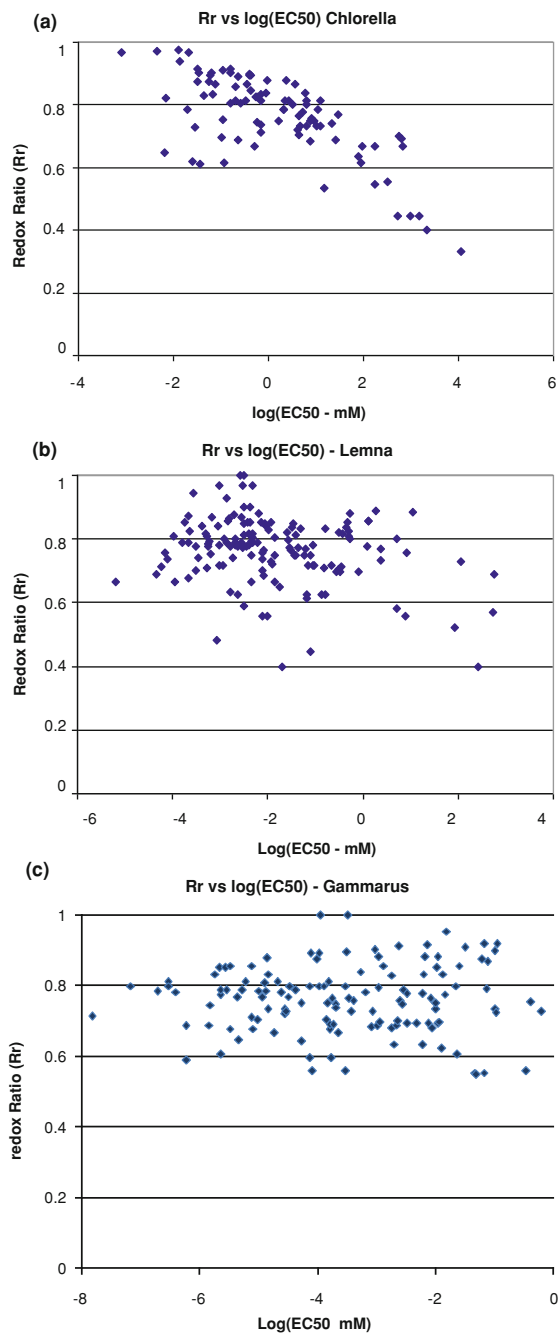 (a)
Rr vs log(EC50) Chlorella
1
0.8
0.6
0.4
0.2
0
Redox Ratio (Rr)
-4 -2 0 2 4 6
log(EC50 - mM)
(b)
Rr vs log(EC50) - Lemna
1
0.8
0.6
0.4
0.2
0
Redox Ratio (Rr)
-6 -4 -2 0 2 4
Log(EC50 - mM)
(c)
Rr vs log(EC50) - Gammarus
1
0.8
0.6
0.4
0.2
0
redox Ratio (Rr)
-8 -6 -4 -2 0
Log(EC50 mM)